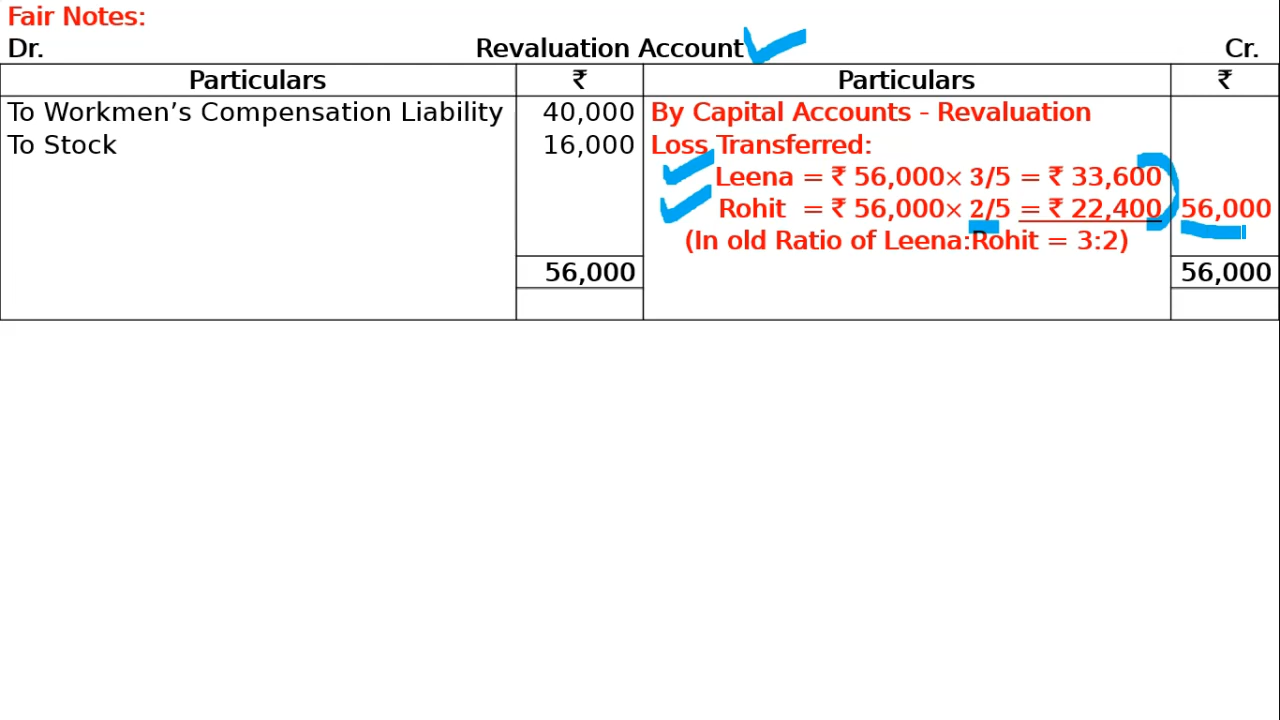 Fair Notes:
Dr. Revaluation Account Cr.
Particulars ₹ Particulars ₹
To Workmen’s Compensation Liability 40,000 By Capital Accounts - Revaluation
To Stock 16,000 Loss Transferred:
Leena = ₹ 56,000× 3/5 = ₹ 33,600
Rohit = ₹ 56,000× 2/5 = ₹ 22,400 56,000
(In old Ratio of Leena:Rohit = 3:2)
56,000 56,000